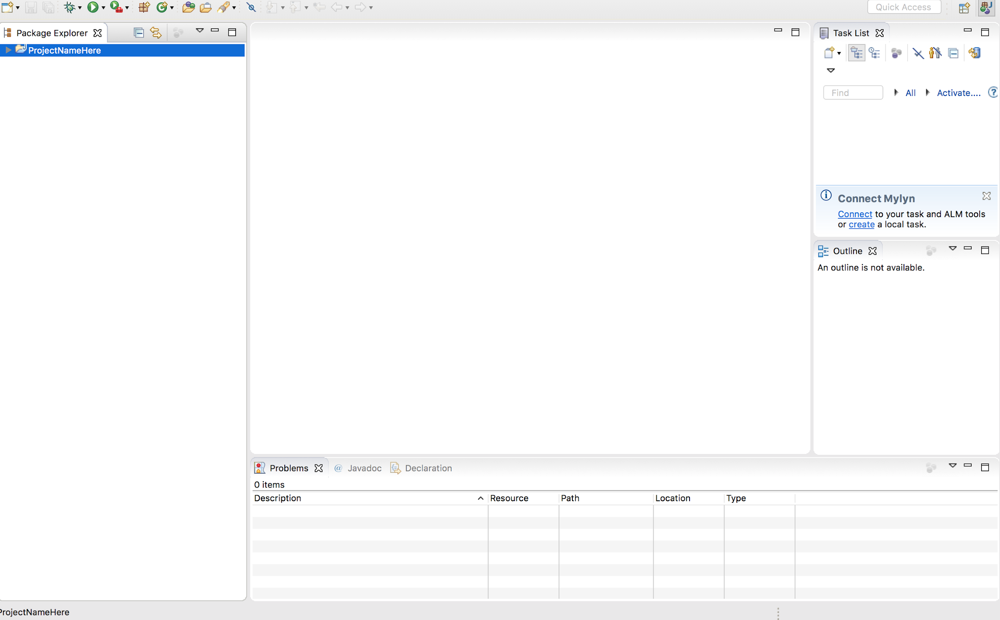 Quick Access
Package Explorer
ProjectNameHere
Task List
Find
All
Activate....
Connect Mylyn
Connect to your task and ALM tools
or create a local task.
Outline
An outline is not available.
Problems
@ Javadoc
Declaration
0 items
Description Resource Path Location Type
ProjectNameHere